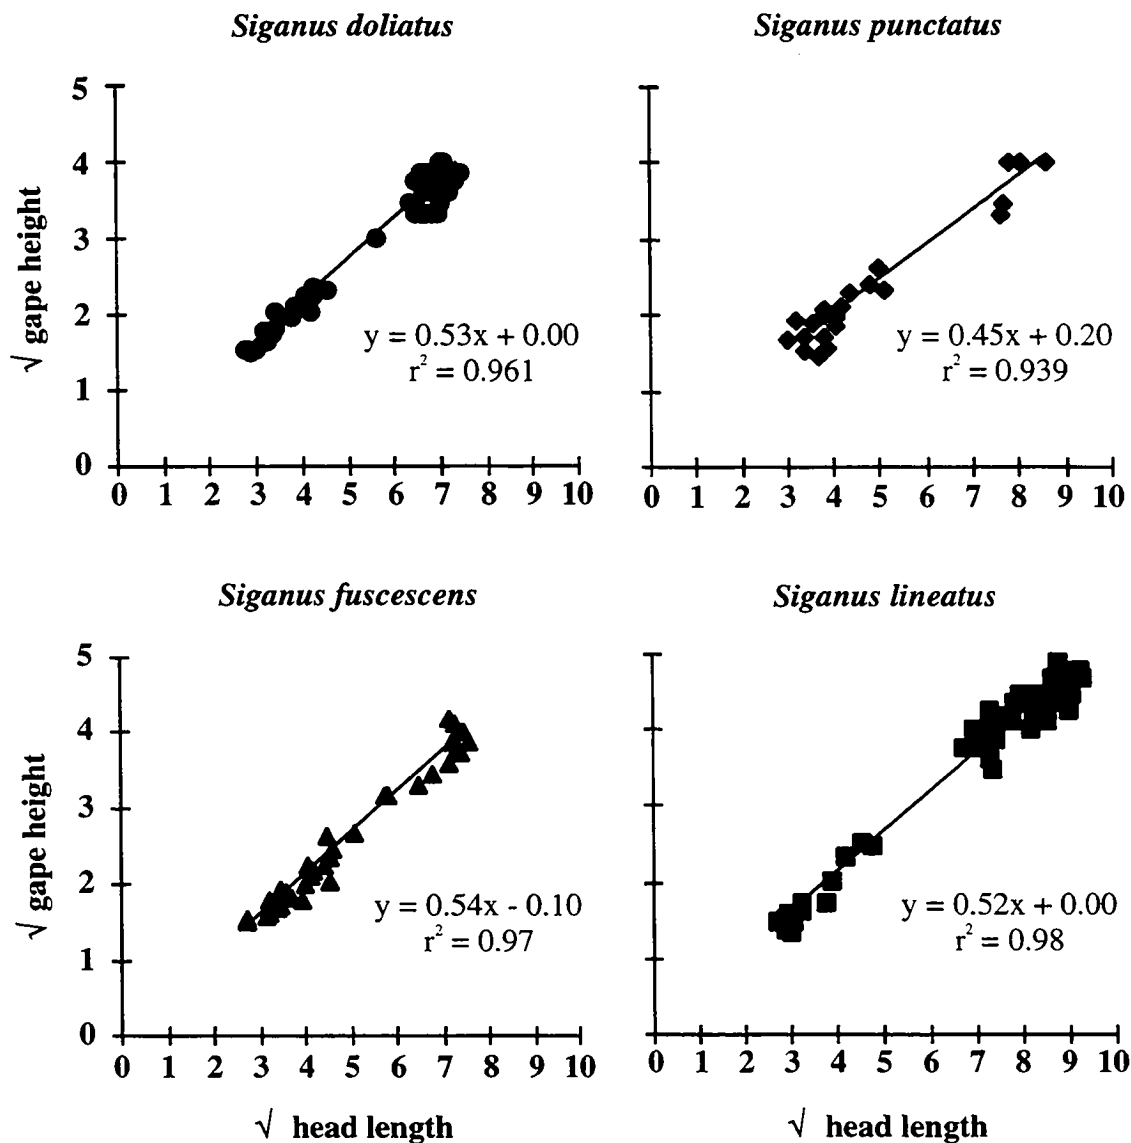 Siganus doliatus
Siganus punctatus
5
4
3
2
1
0
√ gape height
y = 0.53x + 0.00
r² = 0.961
0 1 2 3 4 5 6 7 8 9 10
y = 0.45x + 0.20
r² = 0.939
0 1 2 3 4 5 6 7 8 9 10
Siganus fuscescens
Siganus lineatus
5
4
3
2
1
0
√ gape height
y = 0.54x - 0.10
r² = 0.97
0 1 2 3 4 5 6 7 8 9 10
√ head length
y = 0.52x + 0.00
r² = 0.98
0 1 2 3 4 5 6 7 8 9 10
√ head length